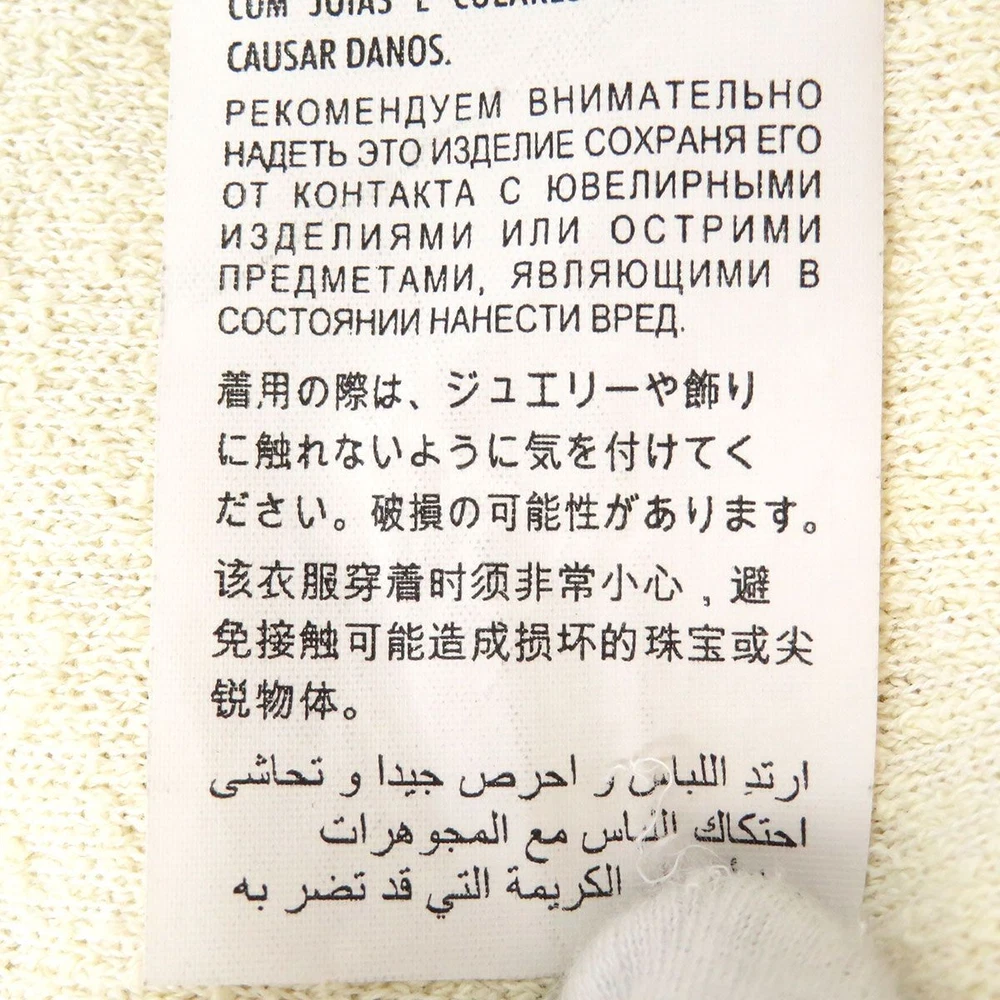 COM JOIAS E COLARES
CAUSAR DANOS.
РЕКОМЕНДУЕМ ВНИМАТЕЛЬНО
НАДЕТЬ ЭТО ИЗДЕЛИЕ СОХРАНЯ ЕГО
ОТ КОНТАКТА С ЮВЕЛИРНЫМИ
ИЗДЕЛИЯМИ ИЛИ ОСТРИМИ
ПРЕДМЕТАМИ, ЯВЛЯЮЩИМИ В
СОСТОЯНИИ НАНЕСТИ ВРЕД.
着用の際は、ジュエリーや飾り
に触れないように気を付けてく
ださい。破損の可能性があります。
该衣服穿着时须非常小心，避
免接触可能造成损坏的珠宝或尖
锐物体。
ارتدِ اللباس و احرص جيدا و تحاشى
احتكاك اللباس مع المجوهرات
الكريمة التي قد تضر به